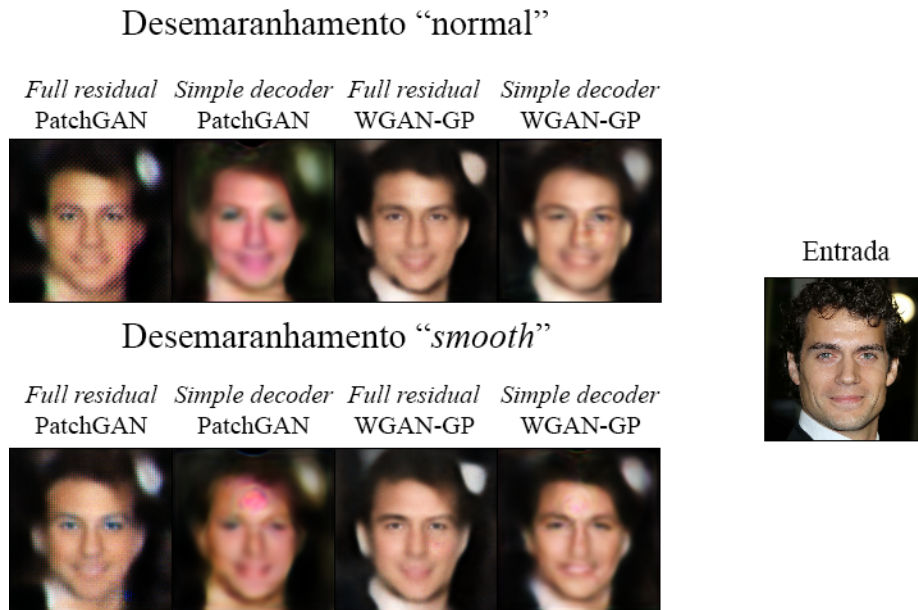 Desemaranhamento “normal”
Full residual Simple decoder Full residual Simple decoder
PatchGAN PatchGAN WGAN-GP WGAN-GP
Entrada
Desemaranhamento “smooth”
Full residual Simple decoder Full residual Simple decoder
PatchGAN PatchGAN WGAN-GP WGAN-GP